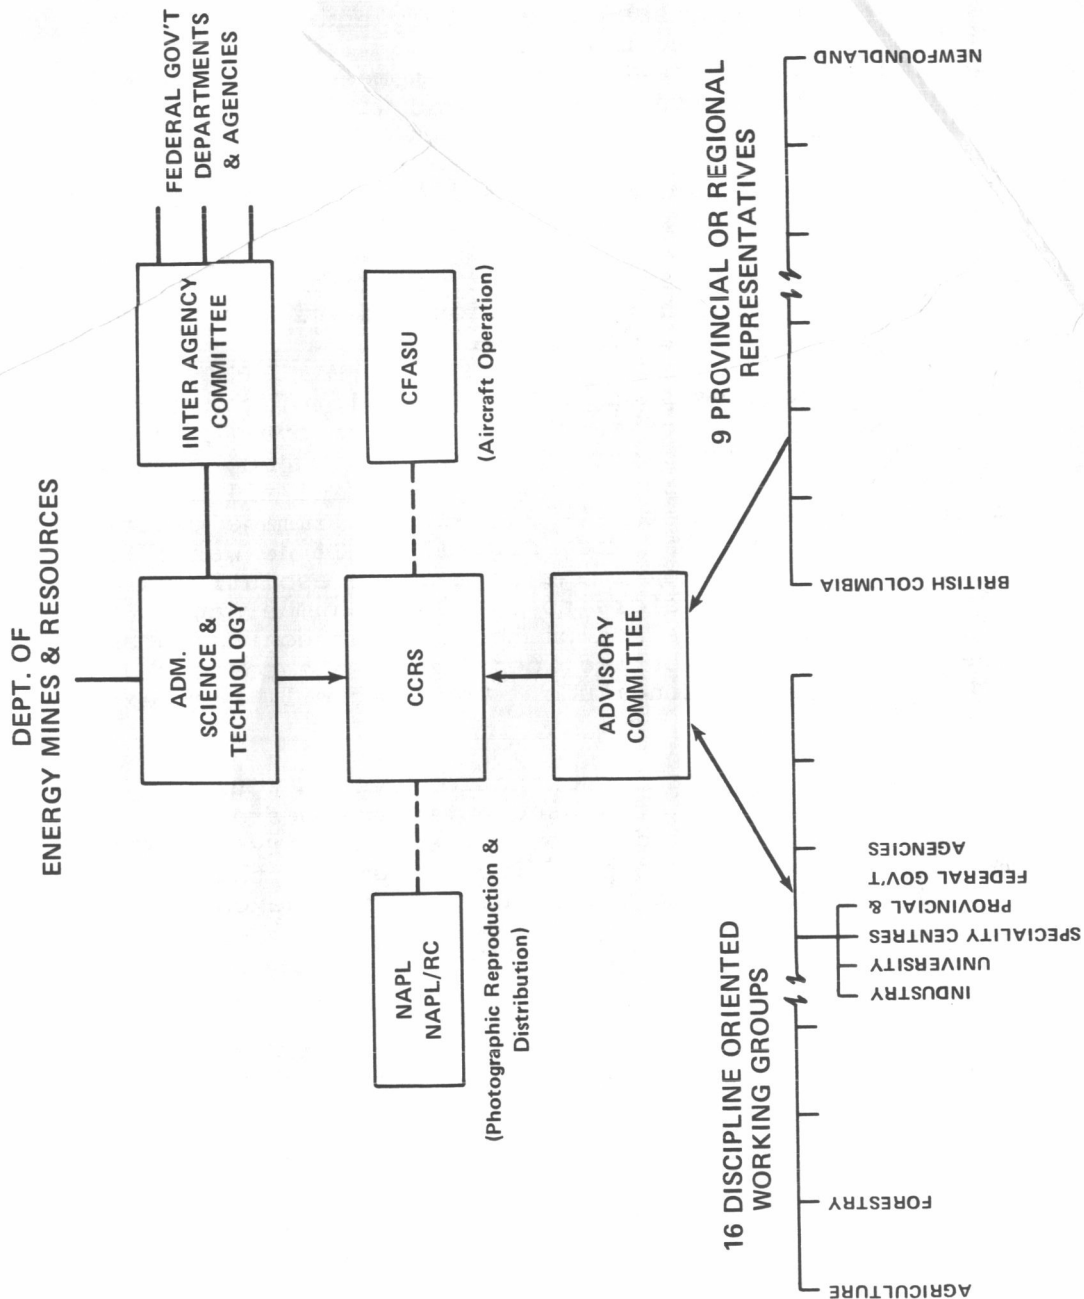 DEPT. OF
ENERGY MINES & RESOURCES
ADM.
SCIENCE &
TECHNOLOGY
INTER AGENCY
COMMITTEE
FEDERAL GOV'T
DEPARTMENTS
& AGENCIES
NAPL
NAPL/RC
(Photographic Reproduction &
Distribution)
CCRS
CFASU
(Aircraft Operation)
ADVISORY
COMMITTEE
16 DISCIPLINE ORIENTED
WORKING GROUPS
AGRICULTURE
FORESTRY
INDUSTRY
UNIVERSITY
SPECIALITY CENTRES
PROVINCIAL &
FEDERAL GOV'T
AGENCIES
9 PROVINCIAL OR REGIONAL
REPRESENTATIVES
BRITISH COLUMBIA
NEWFOUNDLAND